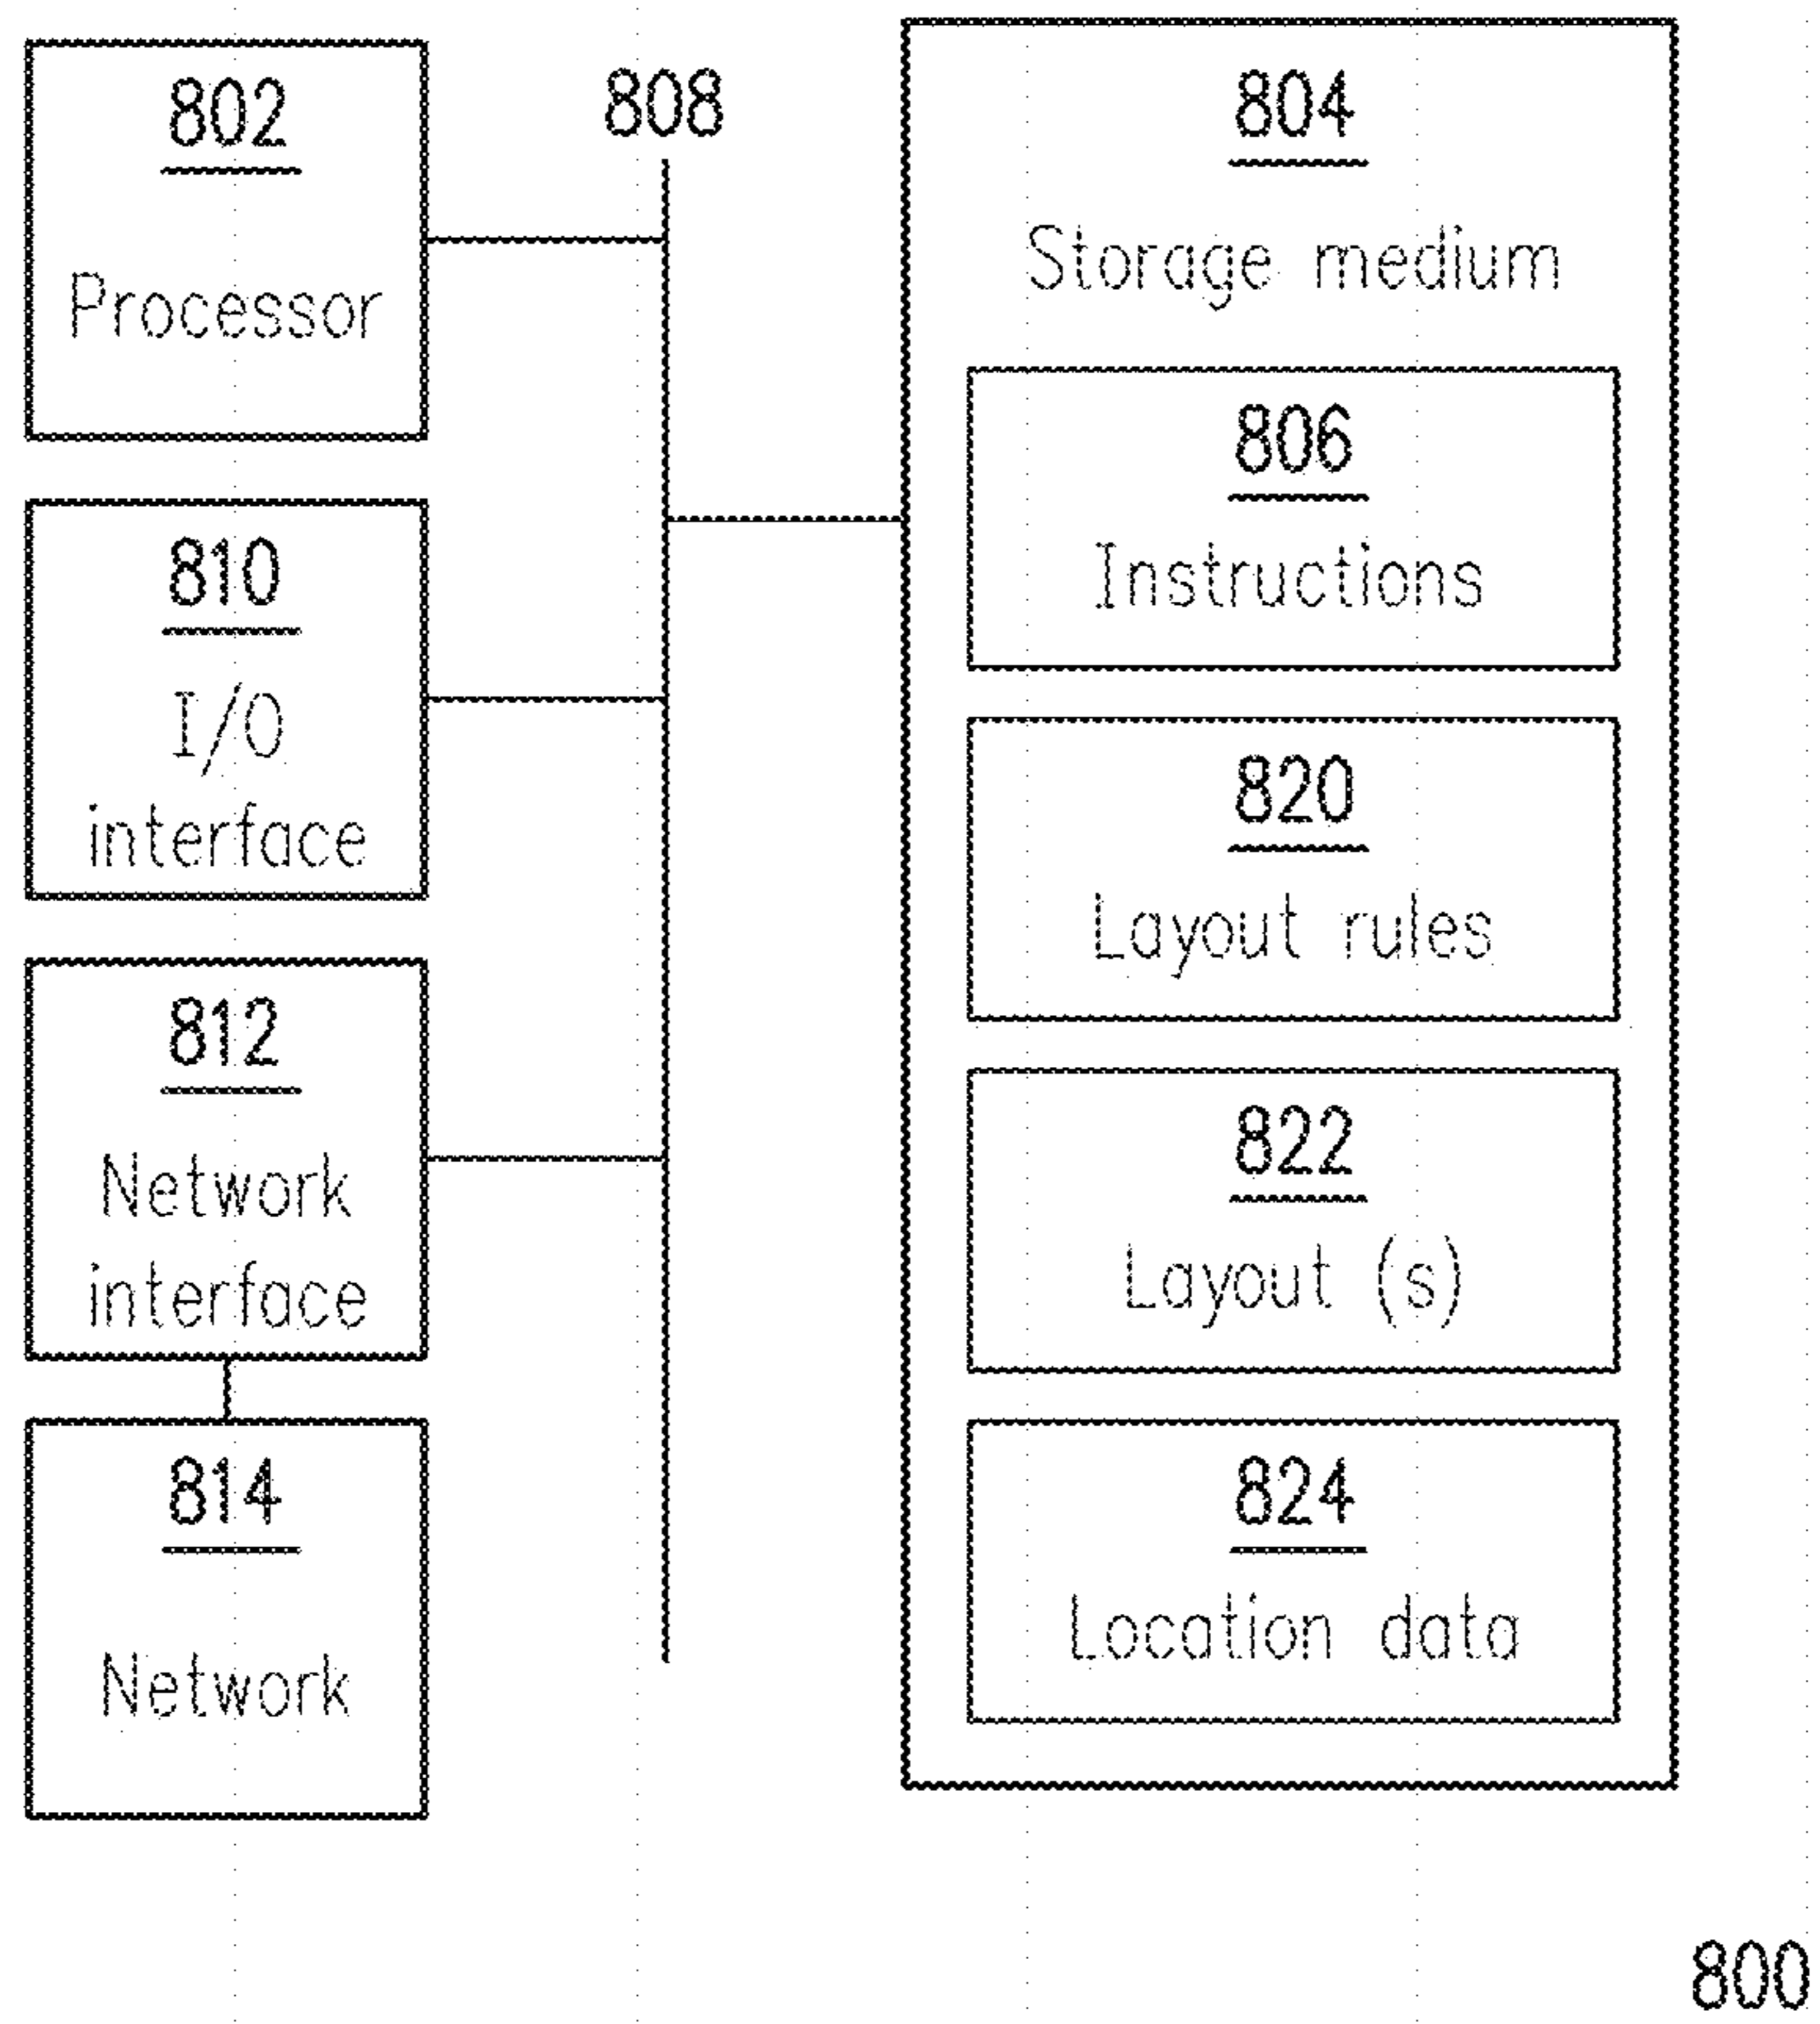 802
Processor
808
810
I/O
interface
812
Network
interface
814
Network
804
Storage medium
806
Instructions
820
Layout rules
822
Layout (s)
824
Location data
800